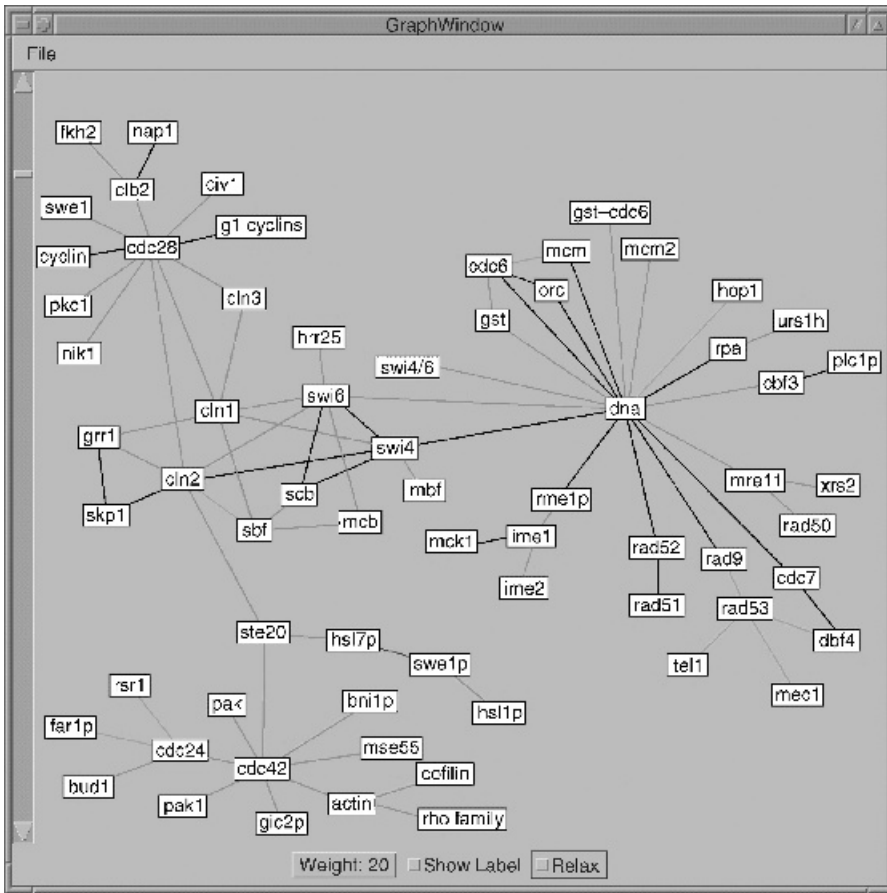 GraphWindow
File
fkh2
nap1
clb2
civ1
swe1
g1 cyclins
cdc28
cyclin
pkc1
cln3
nik1
gst-cdc6
mcm
mcm2
cdc6
orc
hop1
gst
urs1h
rpa
plc1p
cbf3
hrr25
swi4/6
swi6
dna
cln1
grr1
swi4
cln2
scb
mbf
skp1
sbf
mcb
rme1p
mre11
xrs2
rad50
mck1
ime1
ime2
rad52
rad9
cdc7
rad51
rad53
dbf4
tel1
mec1
ste20
hsl7p
swe1p
hsl1p
rsr1
pak
bni1p
far1p
cdc24
mse55
cdc42
cofilin
bud1
pak1
actin
gic2p
rho family
Weight: 20
Show Label
Relax